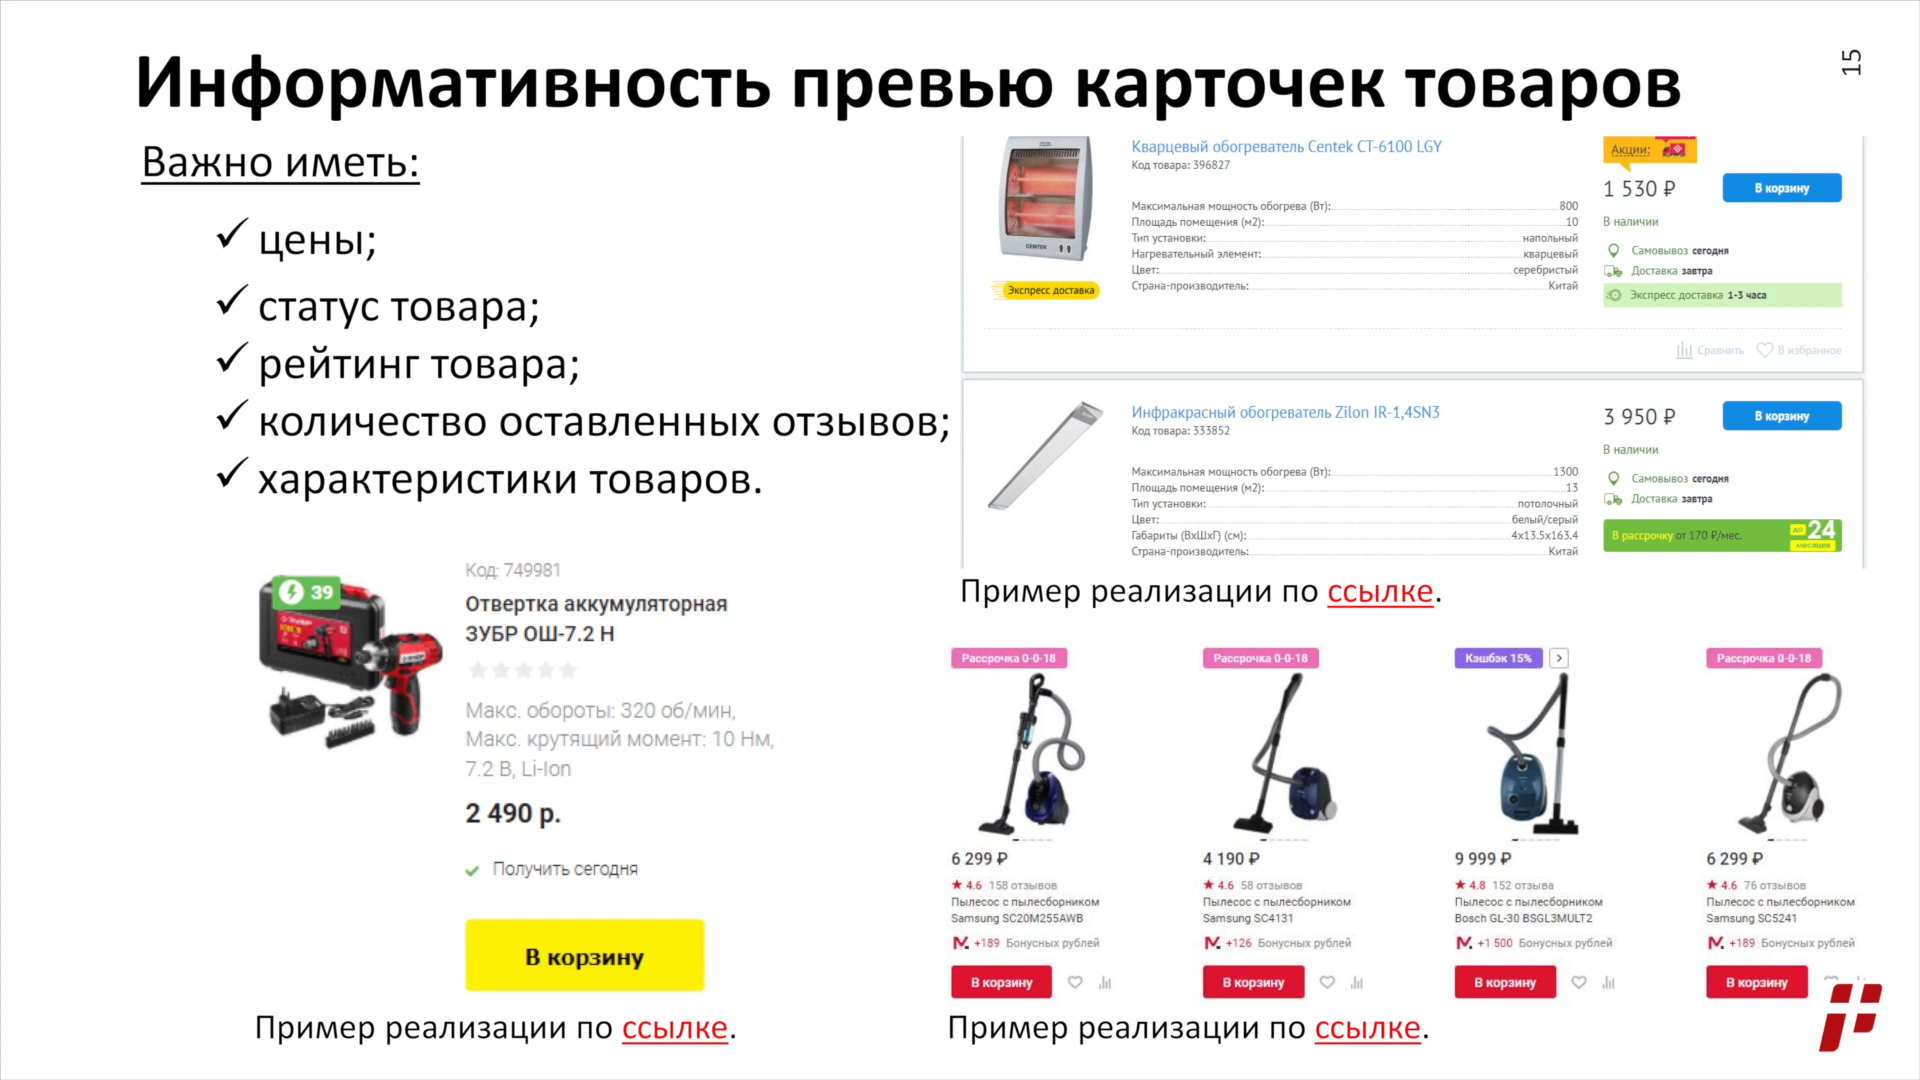 Информативность превью карточек товаров
15
Важно иметь:
✓ цены;
✓ статус товара;
✓ рейтинг товара;
✓ количество оставленных отзывов;
✓ характеристики товаров.
Код: 749981
39
Отвертка аккумуляторная
ЗУБР ОШ-7.2 Н
Макс. обороты: 320 об/мин,
Макс. крутящий момент: 10 Нм,
7.2 В, Li-Ion
2 490 р.
Получить сегодня
В корзину
Пример реализации по ссылке.
Кварцевый обогреватель Centek CT-6100 LGY
Код товара: 396827
Максимальная мощность обогрева (Вт): 800
Площадь помещения (м2): 10
Тип установки: напольный
Нагревательный элемент: кварцевый
Цвет: серебристый
Страна-производитель: Китай
CENTEK
Экспресс доставка
Акции:
1 530 ₽
В корзину
В наличии
Самовывоз сегодня
Доставка завтра
Экспресс доставка 1-3 часа
Сравнить
В избранное
Инфракрасный обогреватель Zilon IR-1,4SN3
Код товара: 333852
Максимальная мощность обогрева (Вт): 1300
Площадь помещения (м2): 13
Тип установки: потолочный
Цвет: белый/серый
Габариты (ВхШхГ) (см): 4x13.5x163.4
Страна-производитель: Китай
3 950 ₽
В корзину
В наличии
Самовывоз сегодня
Доставка завтра
В рассрочку от 170 ₽/мес.
до 24
месяцев
Пример реализации по ссылке.
Рассрочка 0-0-18
6 299 ₽
4.6 158 отзывов
Пылесос с пылесборником
Samsung SC20M255AWB
М. +189 Бонусных рублей
В корзину
Рассрочка 0-0-18
4 190 ₽
4.6 58 отзывов
Пылесос с пылесборником
Samsung SC4131
М. +126 Бонусных рублей
В корзину
Кэшбэк 15%
9 999 ₽
4.8 152 отзыва
Пылесос с пылесборником
Bosch GL-30 BSGL3MULT2
М. +1 500 Бонусных рублей
В корзину
Рассрочка 0-0-18
6 299 ₽
4.6 76 отзывов
Пылесос с пылесборником
Samsung SC5241
М. +189 Бонусных рублей
В корзину
Пример реализации по ссылке.